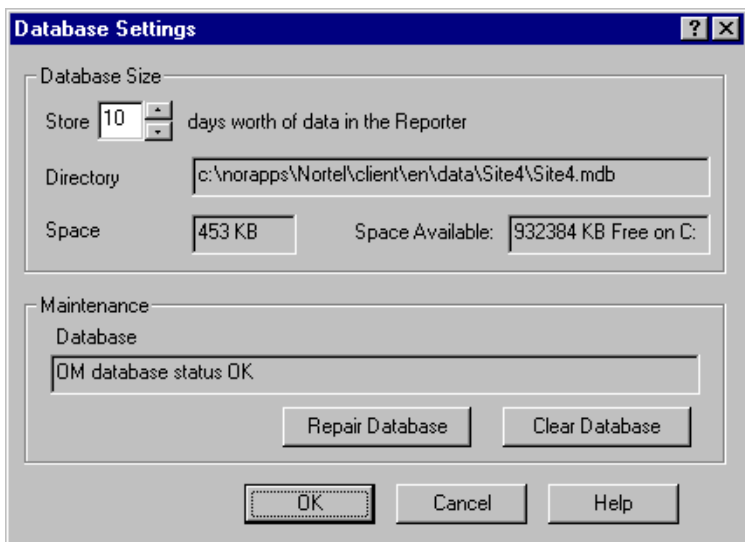 Database Settings
Database Size
Store 10 days worth of data in the Reporter
Directory c:\norapps\Nortel\client\en\data\Site4\Site4.mdb
Space 453 KB Space Available: 932384 KB Free on C:
Maintenance
Database
OM database status OK
Repair Database Clear Database
OK Cancel Help